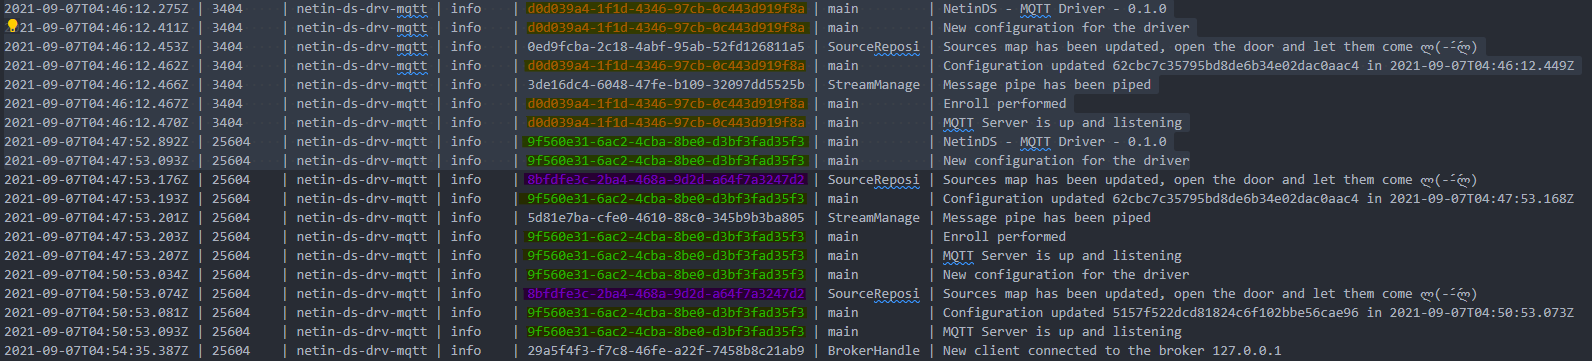 2021-09-07T04:46:12.275Z | 3404 | netin-ds-drv-mqtt | info | d0d039a4-1f1d-4346-97cb-0c443d919f8a | main | NetinDS - MQTT Driver - 0.1.0
21-09-07T04:46:12.411Z | 3404 | netin-ds-drv-mqtt | info | d0d039a4-1f1d-4346-97cb-0c443d919f8a | main | New configuration for the driver
2021-09-07T04:46:12.453Z | 3404 | netin-ds-drv-mqtt | info | 0ed9fcba-2c18-4abf-95ab-52fd126811a5 | SourceReposi | Sources map has been updated, open the door and let them come ლ(-́-̀ლ)
2021-09-07T04:46:12.462Z | 3404 | netin-ds-drv-mqtt | info | d0d039a4-1f1d-4346-97cb-0c443d919f8a | main | Configuration updated 62cbc7c35795bd8de6b34e02dac0aac4 in 2021-09-07T04:46:12.449Z
2021-09-07T04:46:12.466Z | 3404 | netin-ds-drv-mqtt | info | 3de16dc4-6048-47fe-b109-32097dd5525b | StreamManage | Message pipe has been piped
2021-09-07T04:46:12.467Z | 3404 | netin-ds-drv-mqtt | info | d0d039a4-1f1d-4346-97cb-0c443d919f8a | main | Enroll performed
2021-09-07T04:46:12.470Z | 3404 | netin-ds-drv-mqtt | info | d0d039a4-1f1d-4346-97cb-0c443d919f8a | main | MQTT Server is up and listening
2021-09-07T04:47:52.892Z | 25604 | netin-ds-drv-mqtt | info | 9f560e31-6ac2-4cba-8be0-d3bf3fad35f3 | main | NetinDS - MQTT Driver - 0.1.0
2021-09-07T04:47:53.093Z | 25604 | netin-ds-drv-mqtt | info | 9f560e31-6ac2-4cba-8be0-d3bf3fad35f3 | main | New configuration for the driver
2021-09-07T04:47:53.176Z | 25604 | netin-ds-drv-mqtt | info | 8bfdfe3c-2ba4-468a-9d2d-a64f7a3247d2 | SourceReposi | Sources map has been updated, open the door and let them come ლ(-́-̀ლ)
2021-09-07T04:47:53.193Z | 25604 | netin-ds-drv-mqtt | info | 9f560e31-6ac2-4cba-8be0-d3bf3fad35f3 | main | Configuration updated 62cbc7c35795bd8de6b34e02dac0aac4 in 2021-09-07T04:47:53.168Z
2021-09-07T04:47:53.201Z | 25604 | netin-ds-drv-mqtt | info | 5d81e7ba-cfe0-4610-88c0-345b9b3ba805 | StreamManage | Message pipe has been piped
2021-09-07T04:47:53.203Z | 25604 | netin-ds-drv-mqtt | info | 9f560e31-6ac2-4cba-8be0-d3bf3fad35f3 | main | Enroll performed
2021-09-07T04:47:53.207Z | 25604 | netin-ds-drv-mqtt | info | 9f560e31-6ac2-4cba-8be0-d3bf3fad35f3 | main | MQTT Server is up and listening
2021-09-07T04:50:53.034Z | 25604 | netin-ds-drv-mqtt | info | 9f560e31-6ac2-4cba-8be0-d3bf3fad35f3 | main | New configuration for the driver
2021-09-07T04:50:53.074Z | 25604 | netin-ds-drv-mqtt | info | 8bfdfe3c-2ba4-468a-9d2d-a64f7a3247d2 | SourceReposi | Sources map has been updated, open the door and let them come ლ(-́-̀ლ)
2021-09-07T04:50:53.081Z | 25604 | netin-ds-drv-mqtt | info | 9f560e31-6ac2-4cba-8be0-d3bf3fad35f3 | main | Configuration updated 5157f522dcd81824c6f102bbe56cae96 in 2021-09-07T04:50:53.073Z
2021-09-07T04:50:53.093Z | 25604 | netin-ds-drv-mqtt | info | 9f560e31-6ac2-4cba-8be0-d3bf3fad35f3 | main | MQTT Server is up and listening
2021-09-07T04:54:35.387Z | 25604 | netin-ds-drv-mqtt | info | 29a5f4f3-f7c8-46fe-a22f-7458b8c21ab9 | BrokerHandle | New client connected to the broker 127.0.0.1